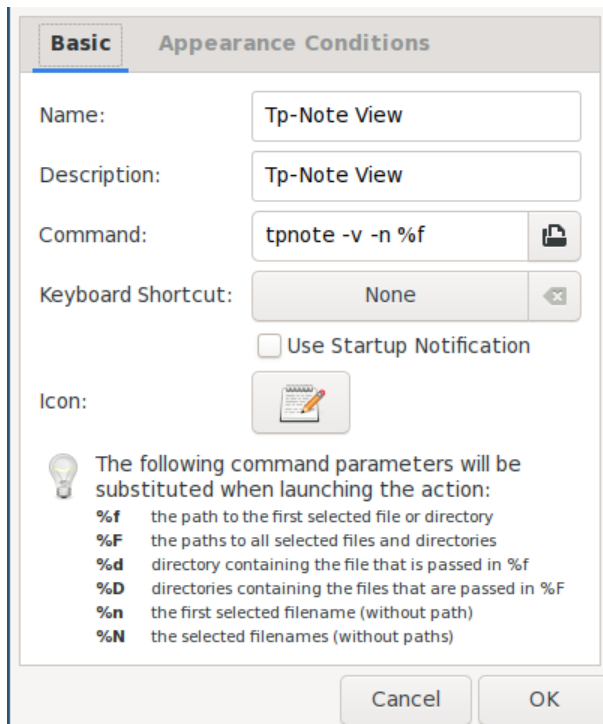 Basic Appearance Conditions
Name: Tp-Note View
Description: Tp-Note View
Command: tpnote -v -n %f
Keyboard Shortcut: None
Use Startup Notification
Icon:
The following command parameters will be
substituted when launching the action:
%f the path to the first selected file or directory
%F the paths to all selected files and directories
%d directory containing the file that is passed in %f
%D directories containing the files that are passed in %F
%n the first selected filename (without path)
%N the selected filenames (without paths)
Cancel OK